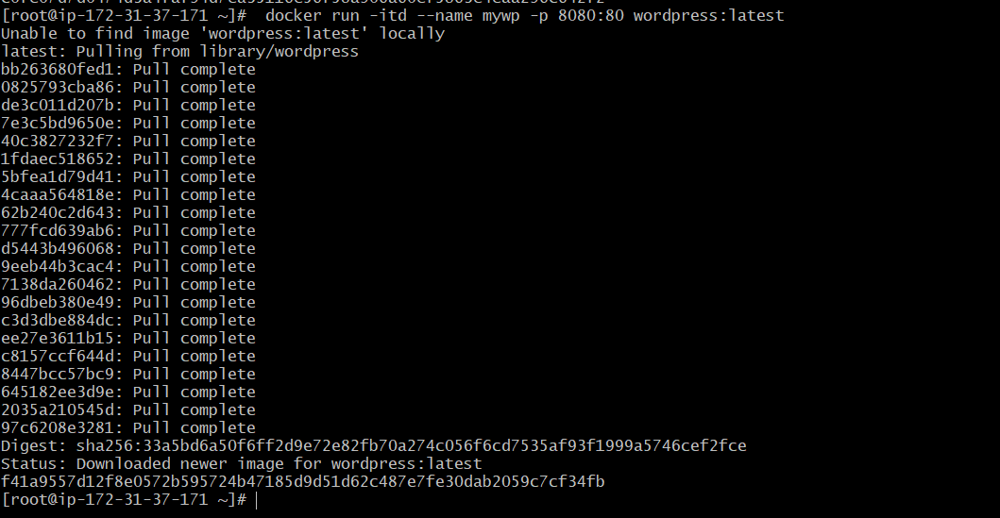 [root@ip-172-31-37-171 ~]#  docker run -itd --name mywp -p 8080:80 wordpress:latest
Unable to find image 'wordpress:latest' locally
latest: Pulling from library/wordpress
bb263680fed1: Pull complete
0825793cba86: Pull complete
de3c011d207b: Pull complete
7e3c5bd9650e: Pull complete
40c3827232f7: Pull complete
1fdaec518652: Pull complete
5bfea1d79d41: Pull complete
4caaa564818e: Pull complete
62b240c2d643: Pull complete
777fcd639ab6: Pull complete
d5443b496068: Pull complete
9eeb44b3cac4: Pull complete
7138da260462: Pull complete
96dbeb380e49: Pull complete
c3d3dbe884dc: Pull complete
ee27e3611b15: Pull complete
c8157ccf644d: Pull complete
8447bcc57bc9: Pull complete
645182ee3d9e: Pull complete
2035a210545d: Pull complete
97c6208e3281: Pull complete
Digest: sha256:33a5bd6a50f6ff2d9e72e82fb70a274c056f6cd7535af93f1999a5746cef2fce
Status: Downloaded newer image for wordpress:latest
f41a9557d12f8e0572b595724b47185d9d51d62c487e7fe30dab2059c7cf34fb
[root@ip-172-31-37-171 ~]#